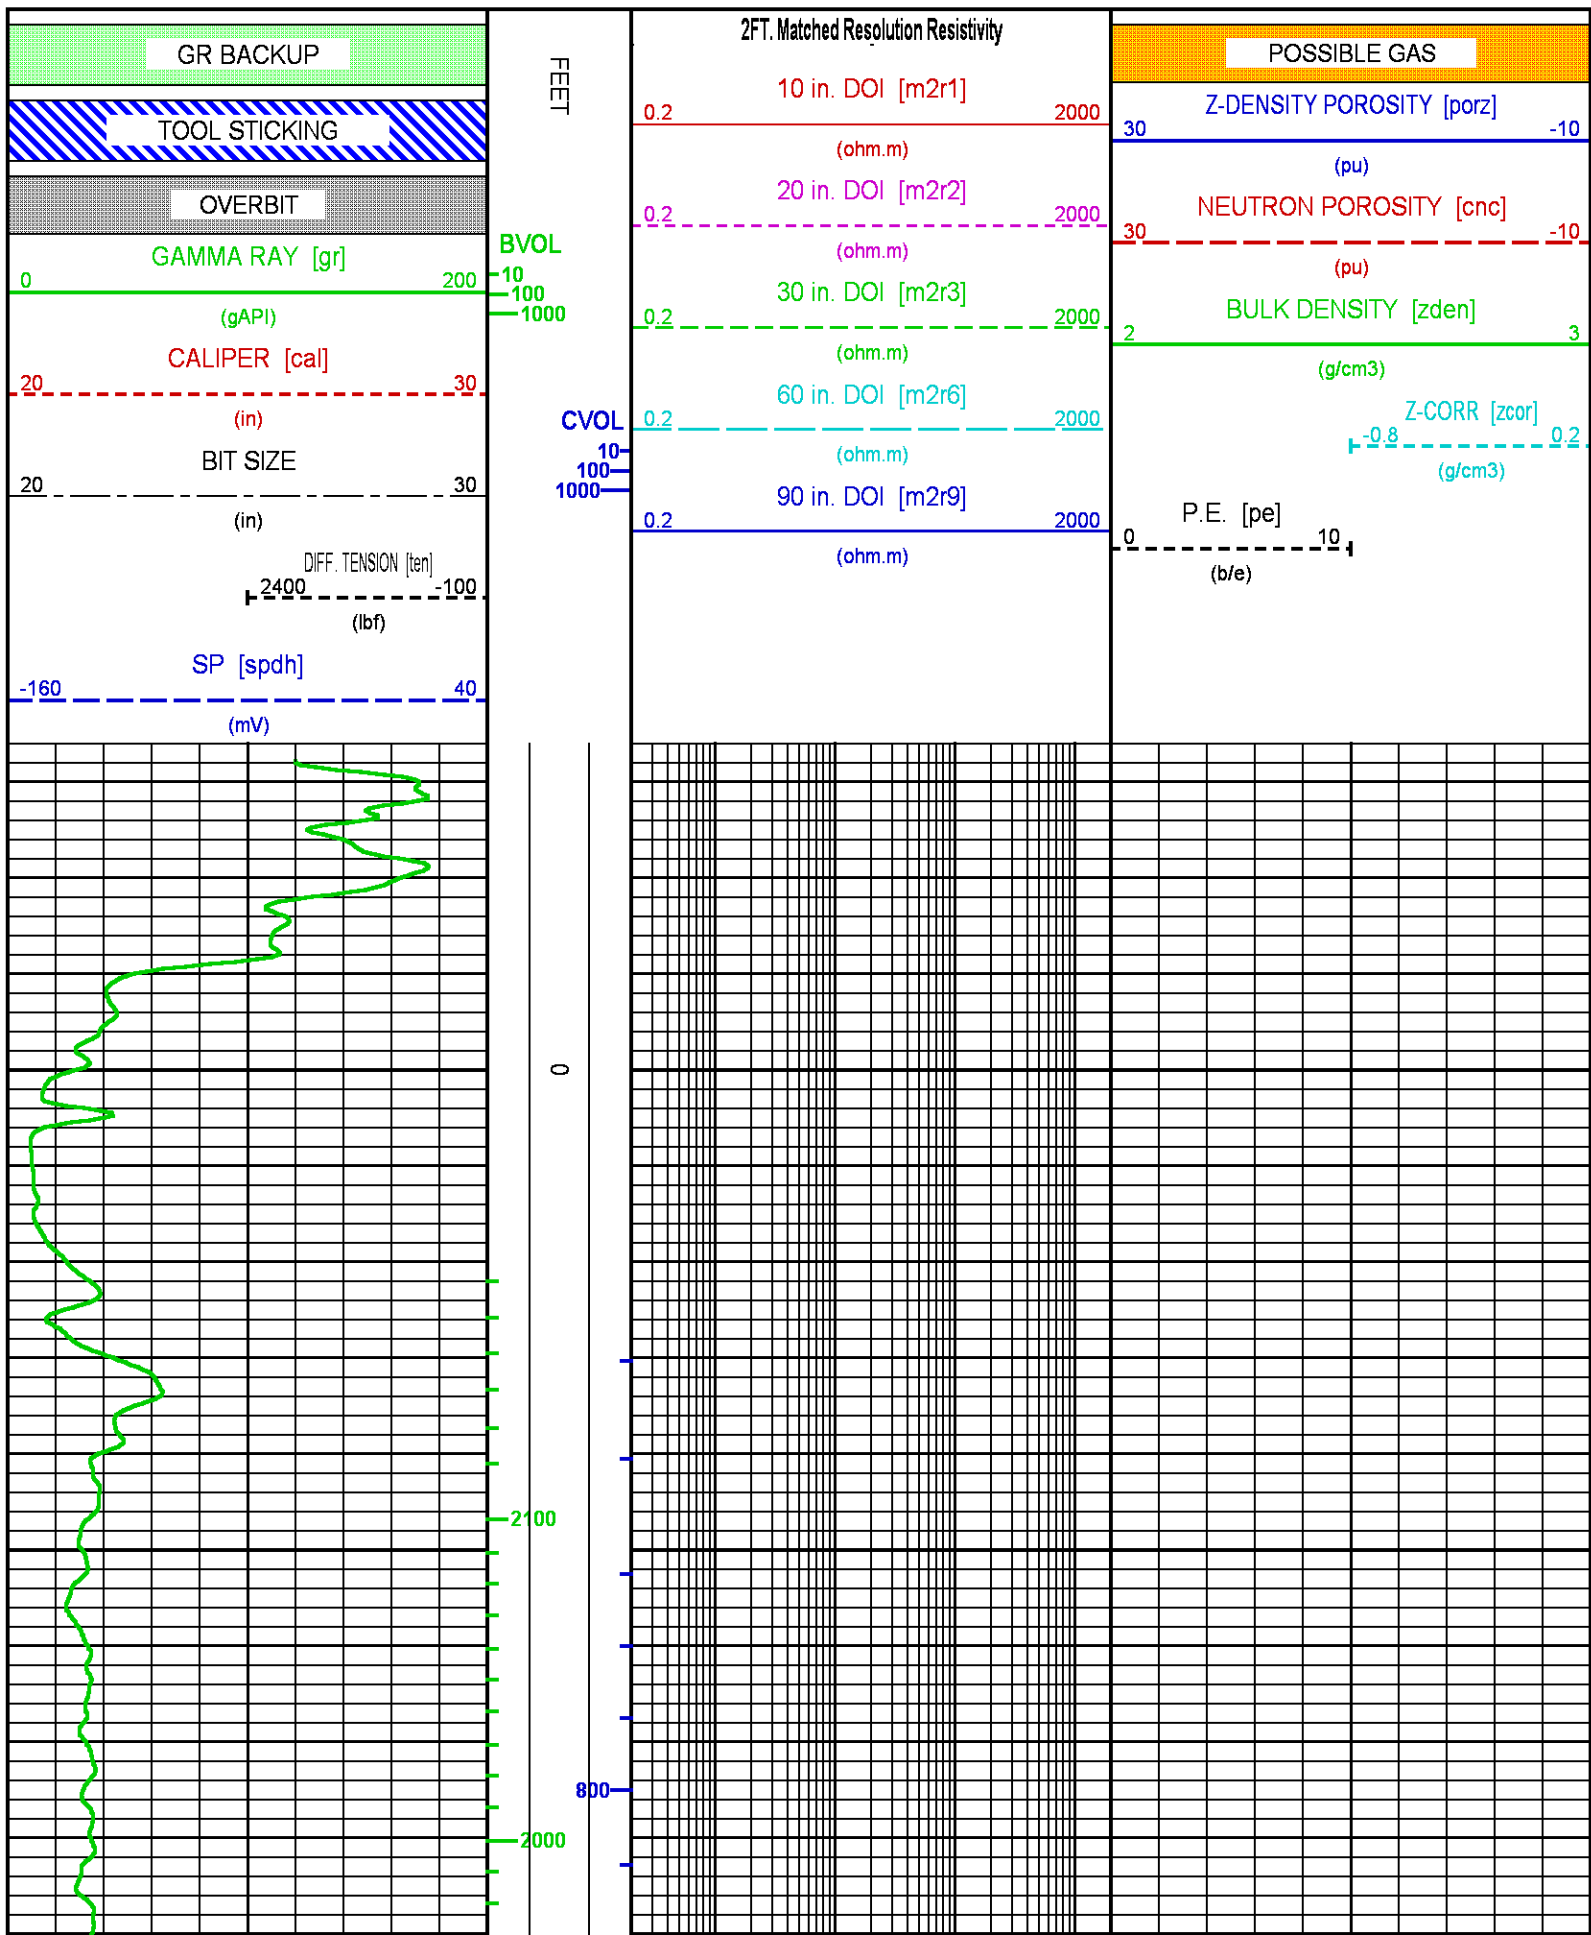 GR BACKUP
TOOL STICKING
OVERBIT
GAMMA RAY [gr]
0 200
(gAPI)
CALIPER [cal]
20 30
(in)
BIT SIZE
20 30
(in)
DIFF. TENSION [ten]
2400 -100
(lbf)
SP [spdh]
-160 40
(mV)
FEET
BVOL
10
100
1000
CVOL
10
100
1000
0
2100
800
2000
2FT. Matched Resolution Resistivity
10 in. DOI [m2r1]
0.2 2000
(ohm.m)
20 in. DOI [m2r2]
0.2 2000
(ohm.m)
30 in. DOI [m2r3]
0.2 2000
(ohm.m)
60 in. DOI [m2r6]
0.2 2000
(ohm.m)
90 in. DOI [m2r9]
0.2 2000
(ohm.m)
POSSIBLE GAS
Z-DENSITY POROSITY [porz]
30 -10
(pu)
NEUTRON POROSITY [cnc]
30 -10
(pu)
BULK DENSITY [zden]
2 3
(g/cm3)
Z-CORR [zcor]
-0.8 0.2
(g/cm3)
P.E. [pe]
0 10
(b/e)